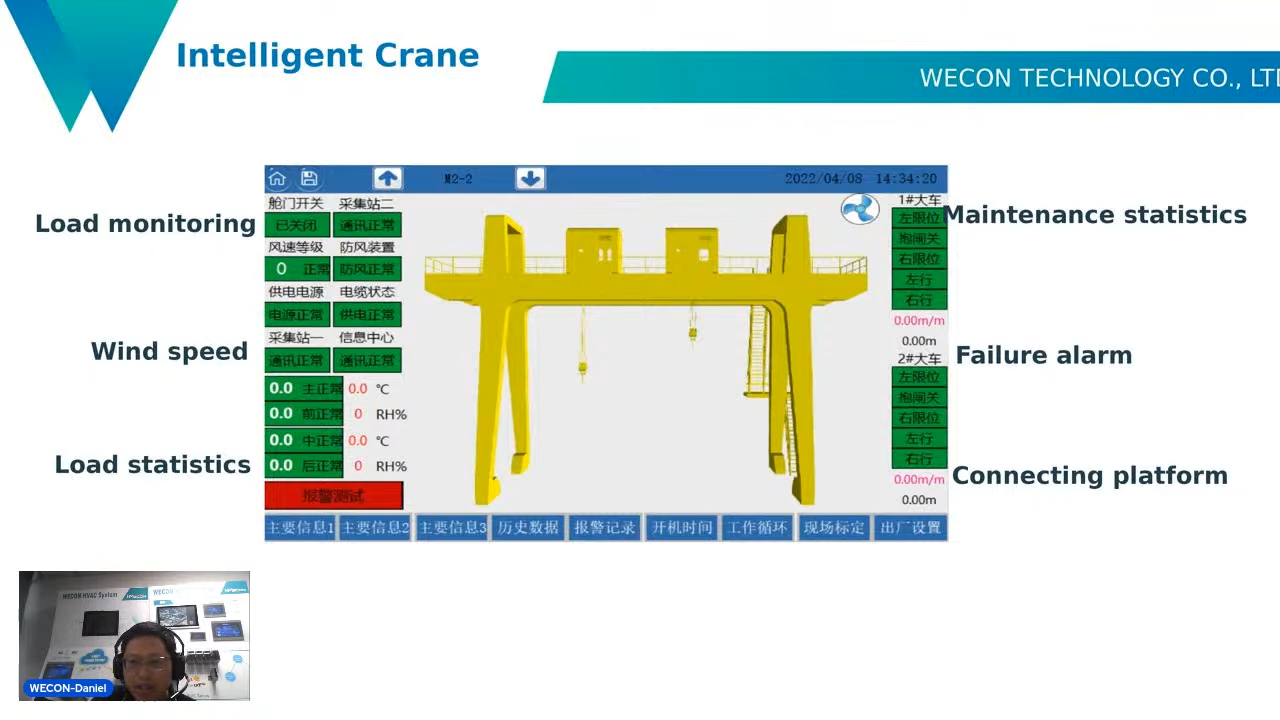 Intelligent Crane
WECON TECHNOLOGY CO., LT
M2-2
2022/04/08 14:34:20
舱门开关 采集站二
已关闭 通讯正常
风速等级 防风装置
0 正常 防风正常
供电电源 电缆状态
电源正常 供电正常
采集站一 信息中心
通讯正常 通讯正常
0.0 主正常 0.0 ℃
0.0 前正常 0 RH%
0.0 中正常 0.0 ℃
0.0 后正常 0 RH%
报警测试
1#大车
左限位
抱闸关
右限位
左行
右行
0.00m/m
0.00m
2#大车
左限位
抱闸关
右限位
左行
右行
0.00m/m
0.00m
主要信息1 主要信息2 主要信息3 历史数据 报警记录 开机时间 工作循环 现场标定 出厂设置
Load monitoring
Wind speed
Load statistics
Maintenance statistics
Failure alarm
Connecting platform
WECON HVAC System
WECON
WECON-Daniel